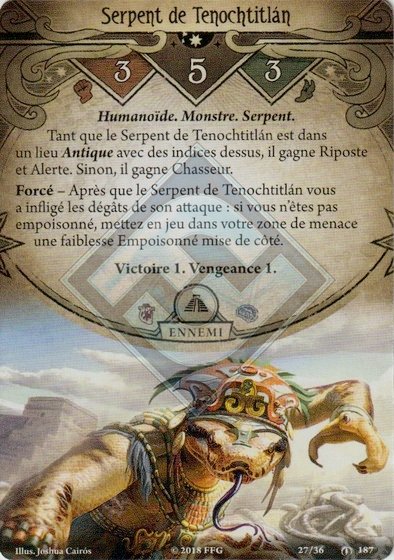 Serpent de Tenochtitlán
3
5
3
Humanoïde. Monstre. Serpent.
Tant que le Serpent de Tenochtitlán est dans
un lieu Antique avec des indices dessus, il gagne Riposte
et Alerte. Sinon, il gagne Chasseur.
Forcé – Après que le Serpent de Tenochtitlán vous
a infligé les dégâts de son attaque : si vous n'êtes pas
empoisonné, mettez en jeu dans votre zone de menace
une faiblesse Empoisonné mise de côté.
Victoire 1. Vengeance 1.
ENNEMI
Illus. Joshua Cairós
© 2018 FFG
27/36
187